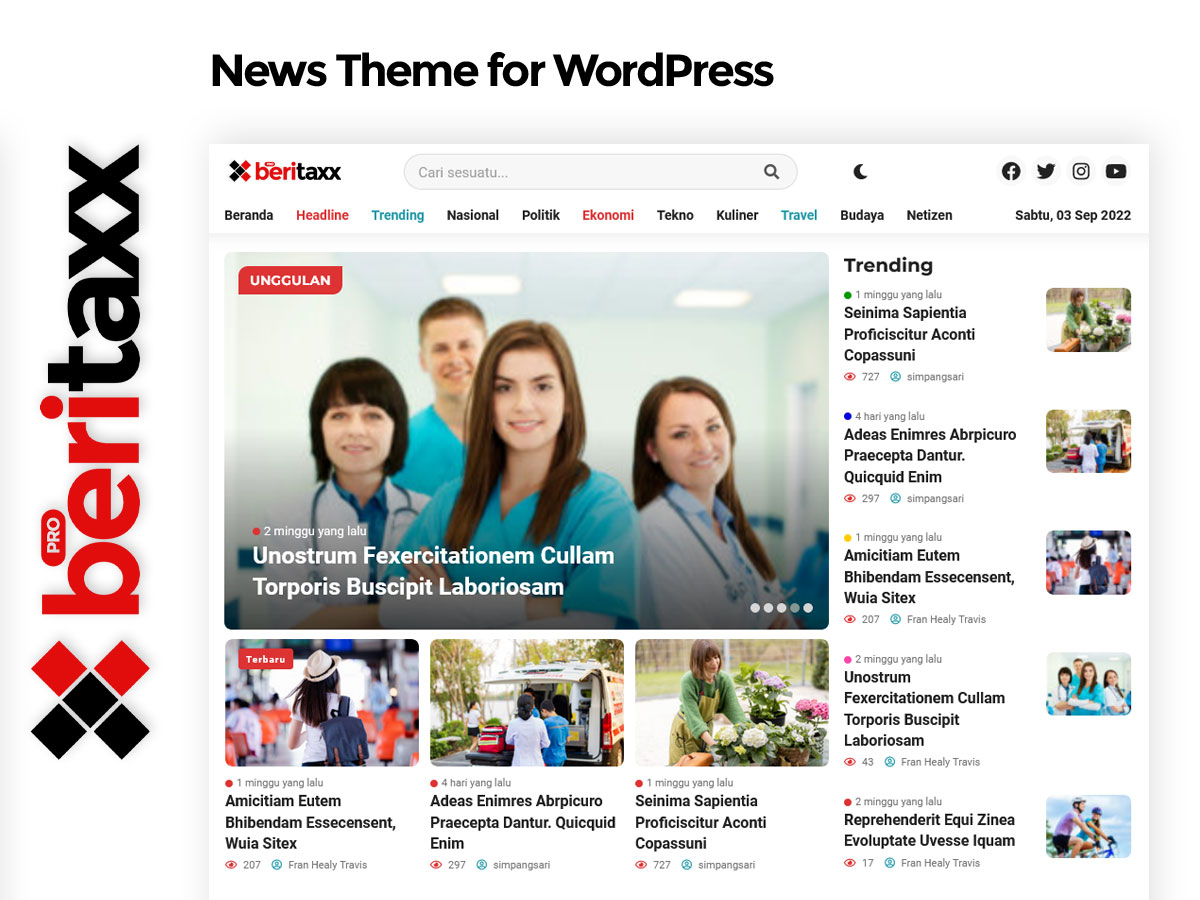 News Theme for WordPress
PRO
beritaxx
PRO
beritaxx
Cari sesuatu...
Beranda Headline Trending Nasional Politik Ekonomi Tekno Kuliner Travel Budaya Netizen Sabtu, 03 Sep 2022
UNGGULAN
2 minggu yang lalu
Unostrum Fexercitationem Cullam
Torporis Buscipit Laboriosam
Terbaru
1 minggu yang lalu
Amicitiam Eutem
Bhibendam Essecensent,
Wuia Sitex
207 Fran Healy Travis
4 hari yang lalu
Adeas Enimres Abrpicuro
Praecepta Dantur. Quicquid
Enim
297 simpangsari
1 minggu yang lalu
Seinima Sapientia
Proficiscitur Aconti
Copassuni
727 simpangsari
Trending
1 minggu yang lalu
Seinima Sapientia
Proficiscitur Aconti
Copassuni
727 simpangsari
4 hari yang lalu
Adeas Enimres Abrpicuro
Praecepta Dantur.
Quicquid Enim
297 simpangsari
1 minggu yang lalu
Amicitiam Eutem
Bhibendam Essecensent,
Wuia Sitex
207 Fran Healy Travis
2 minggu yang lalu
Unostrum
Fexercitationem Cullam
Torporis Buscipit
Laboriosam
43 Fran Healy Travis
2 minggu yang lalu
Reprehenderit Equi Zinea
Evoluptate Uvesse Iquam
17 Fran Healy Travis